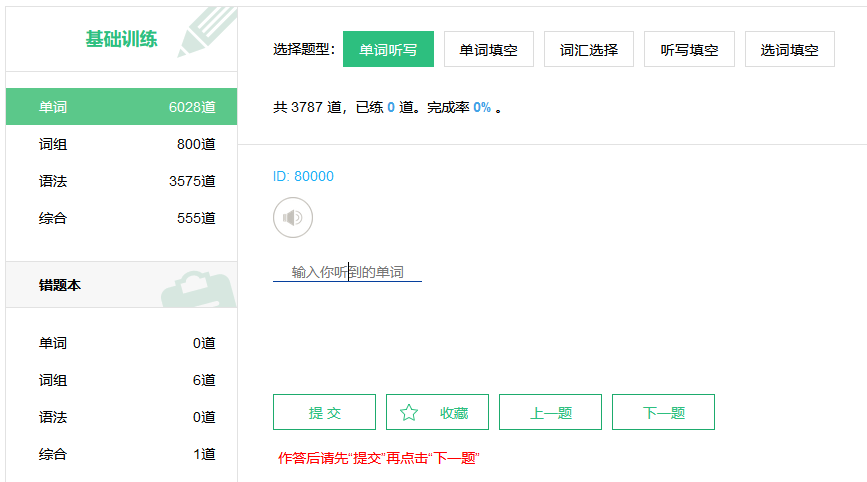 基础训练
单词 6028道
词组 800道
语法 3575道
综合 555道
错题本
单词 0道
词组 6道
语法 0道
综合 1道
选择题型： 单词听写 单词填空 词汇选择 听写填空 选词填空
共 3787 道，已练 0 道。完成率 0% 。
ID: 80000
输入你听到的单词
提 交 收藏 上一题 下一题
作答后请先“提交”再点击“下一题”